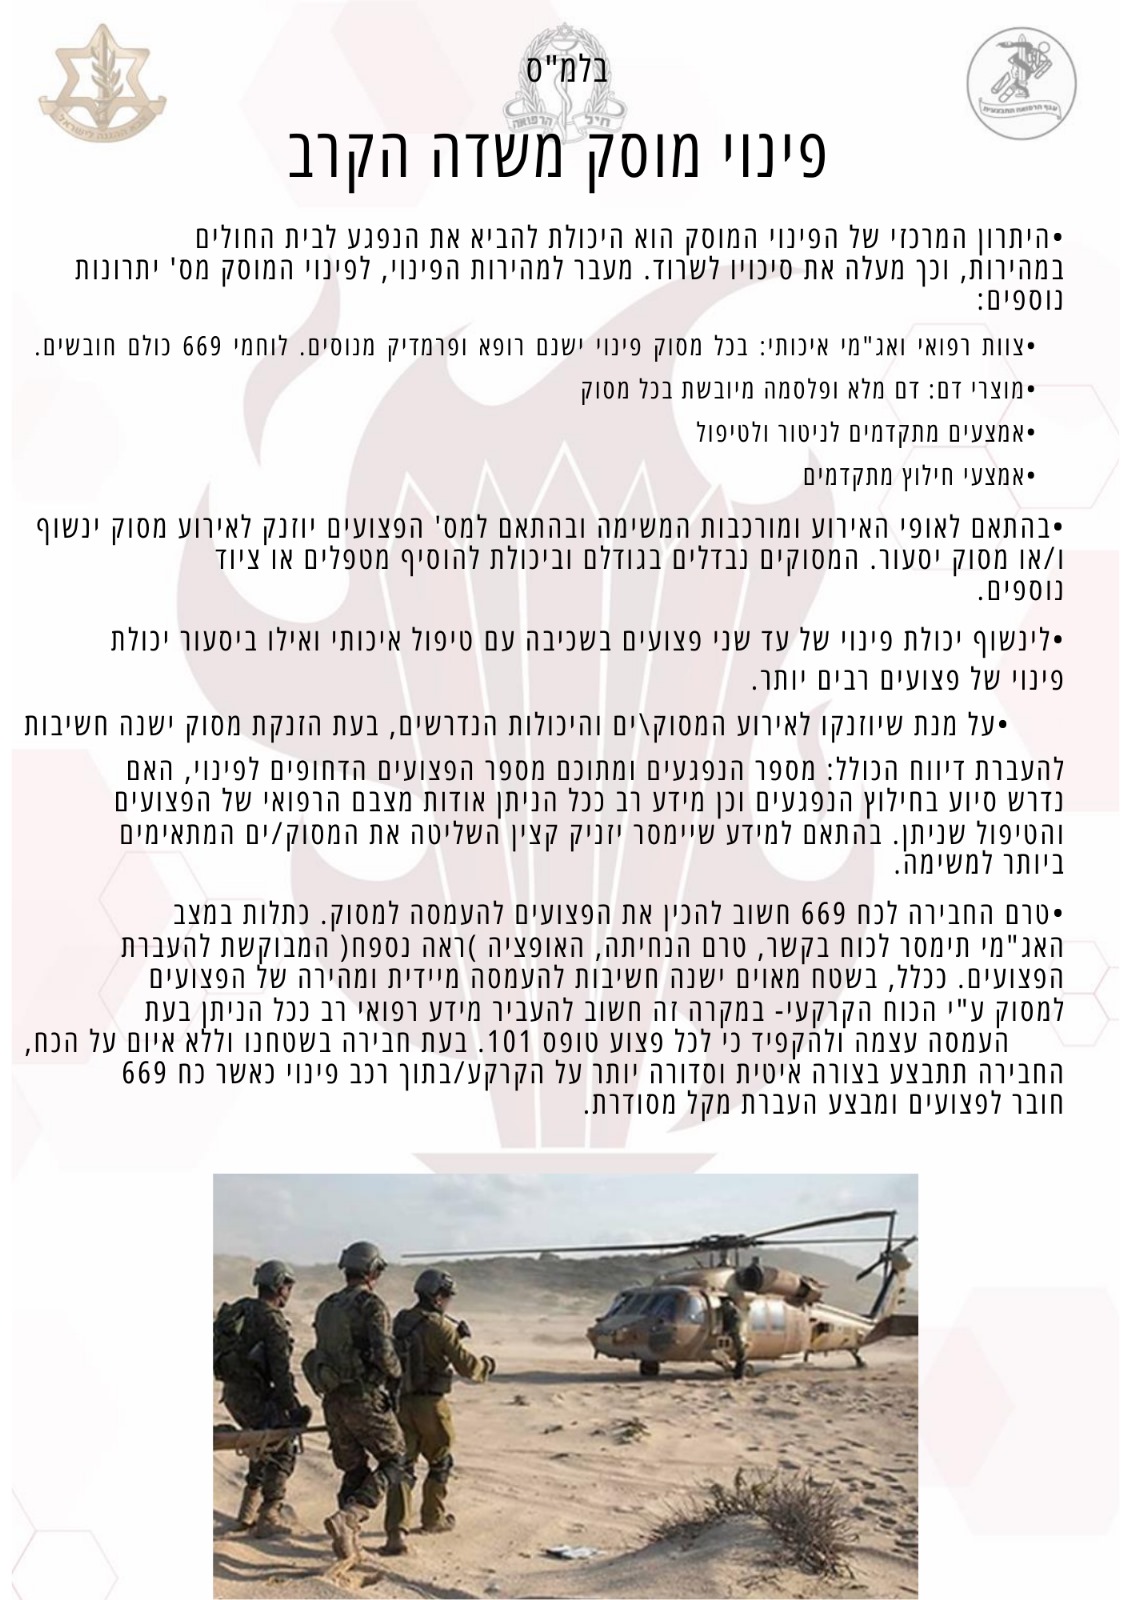 בלמ"ס
צבא ההגנה לישראל
חיל הרפואה
ענף הרפואה המבצעית
פינוי מוסק משדה הקרב
•היתרון המרכזי של הפינוי המוסק הוא היכולת להביא את הנפגע לבית החולים
במהירות, וכך מעלה את סיכויו לשרוד. מעבר למהירות הפינוי, לפינוי המוסק מס' יתרונות
נוספים:
•צוות רפואי ואג"מי איכותי: בכל מסוק פינוי ישנם רופא ופרמדיק מנוסים. לוחמי 669 כולם חובשים.
•מוצרי דם: דם מלא ופלסמה מיובשת בכל מסוק
•אמצעים מתקדמים לניטור ולטיפול
•אמצעי חילוץ מתקדמים
•בהתאם לאופי האירוע ומורכבות המשימה ובהתאם למס' הפצועים יוזנק לאירוע מסוק ינשוף
ו/או מסוק יסעור. המסוקים נבדלים בגודלם וביכולת להוסיף מטפלים או ציוד
נוספים.
•לינשוף יכולת פינוי של עד שני פצועים בשכיבה עם טיפול איכותי ואילו ביסעור יכולת
פינוי של פצועים רבים יותר.
•על מנת שיוזנקו לאירוע המסוק\ים והיכולות הנדרשים, בעת הזנקת מסוק ישנה חשיבות
להעברת דיווח הכולל: מספר הנפגעים ומתוכם מספר הפצועים הדחופים לפינוי, האם
נדרש סיוע בחילוץ הנפגעים וכן מידע רב ככל הניתן אודות מצבם הרפואי של הפצועים
והטיפול שניתן. בהתאם למידע שיימסר יזניק קצין השליטה את המסוק/ים המתאימים
ביותר למשימה.
•טרם החבירה לכח 669 חשוב להכין את הפצועים להעמסה למסוק. כתלות במצב
האג"מי תימסר לכוח בקשר, טרם הנחיתה, האופציה )ראה נספח( המבוקשת להעברת
הפצועים. ככלל, בשטח מאוים ישנה חשיבות להעמסה מיידית ומהירה של הפצועים
למסוק ע"י הכוח הקרקעי- במקרה זה חשוב להעביר מידע רפואי רב ככל הניתן בעת
העמסה עצמה ולהקפיד כי לכל פצוע טופס 101. בעת חבירה בשטחנו וללא איום על הכח,
החבירה תתבצע בצורה איטית וסדורה יותר על הקרקע/בתוך רכב פינוי כאשר כח 669
חובר לפצועים ומבצע העברת מקל מסודרת.